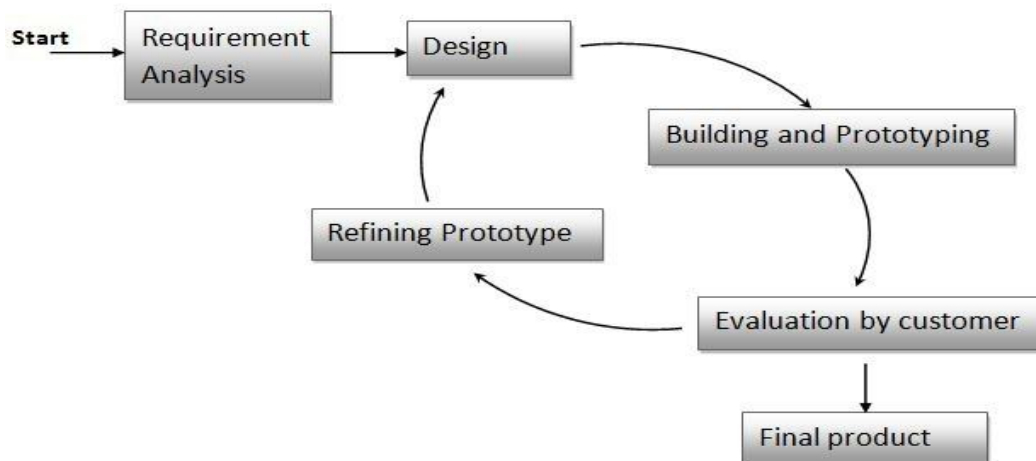 Start
Requirement
Analysis
Design
Building and Prototyping
Refining Prototype
Evaluation by customer
Final product